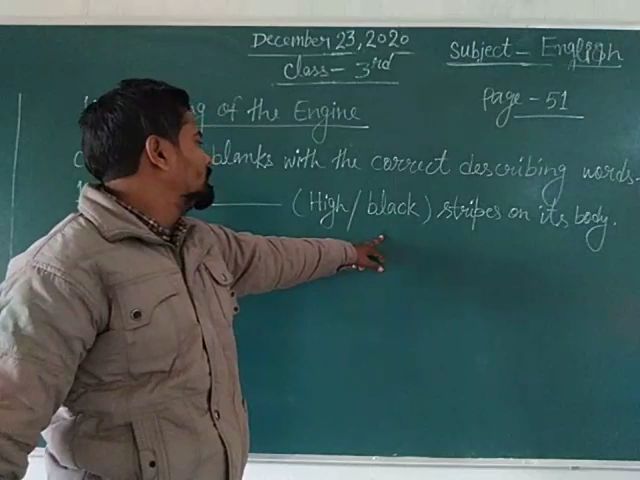 December 23, 2020
Subject - English
Class - 3rd
Page - 51
of the Engine
blanks with the correct describing words -
(High / black) stripes on its body.